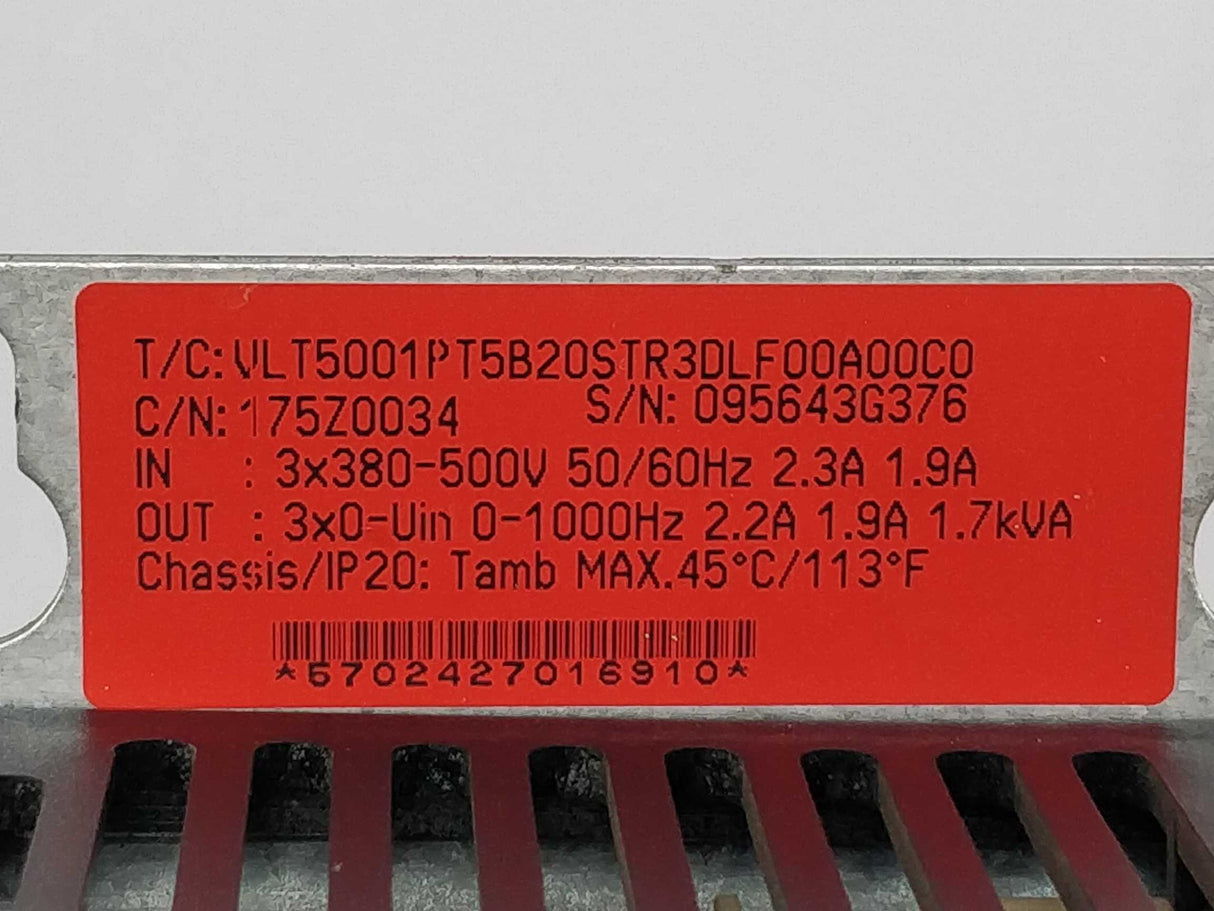 T/C: VLT5001PT5B20STR3DLF00A00C0
C/N: 175Z0034 S/N: 095643G376
IN : 3x380-500V 50/60Hz 2.3A 1.9A
OUT : 3x0-Uin 0-1000Hz 2.2A 1.9A 1.7kVA
Chassis/IP20: Tamb MAX.45°C/113°F
*5702427016910*